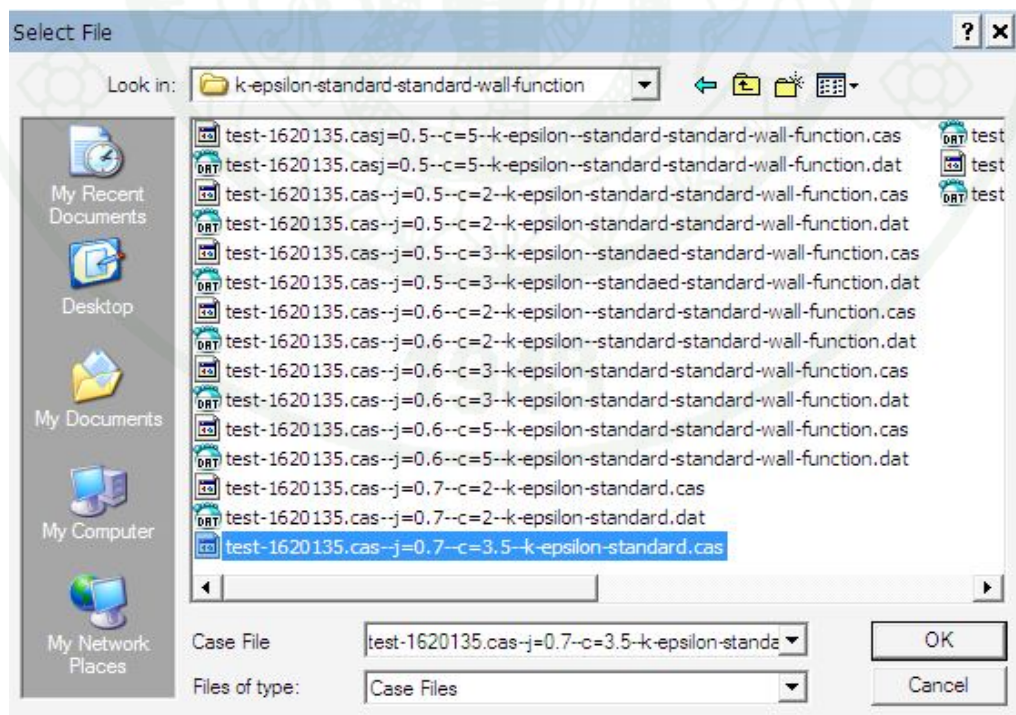 Select File
Look in:
k-epsilon-standard-standard-wall-function
My Recent
Documents
Desktop
My Documents
My Computer
My Network
Places
test-1620135.casj=0.5--c=5--k-epsilon--standard-standard-wall-function.cas
test-1620135.casj=0.5--c=5--k-epsilon--standard-standard-wall-function.dat
test-1620135.cas--j=0.5--c=2--k-epsilon--standard-standard-wall-function.cas
test-1620135.cas--j=0.5--c=2--k-epsilon--standard-standard-wall-function.dat
test-1620135.cas--j=0.5--c=3--k-epsilon--standaed-standard-wall-function.cas
test-1620135.cas--j=0.5--c=3--k-epsilon--standaed-standard-wall-function.dat
test-1620135.cas--j=0.6--c=2--k-epsilon--standard-standard-wall-function.cas
test-1620135.cas--j=0.6--c=2--k-epsilon--standard-standard-wall-function.dat
test-1620135.cas--j=0.6--c=3--k-epsilon-standard-standard-wall-function.cas
test-1620135.cas--j=0.6--c=3--k-epsilon-standard-standard-wall-function.dat
test-1620135.cas--j=0.6--c=5--k-epsilon-standard-standard-wall-function.cas
test-1620135.cas--j=0.6--c=5--k-epsilon-standard-standard-wall-function.dat
test-1620135.cas--j=0.7--c=2--k-epsilon-standard.cas
test-1620135.cas--j=0.7--c=2--k-epsilon-standard.dat
test-1620135.cas--j=0.7--c=3.5--k-epsilon-standard.cas
test
test
test
Case File
test-1620135.cas--j=0.7--c=3.5--k-epsilon-standa
OK
Files of type:
Case Files
Cancel